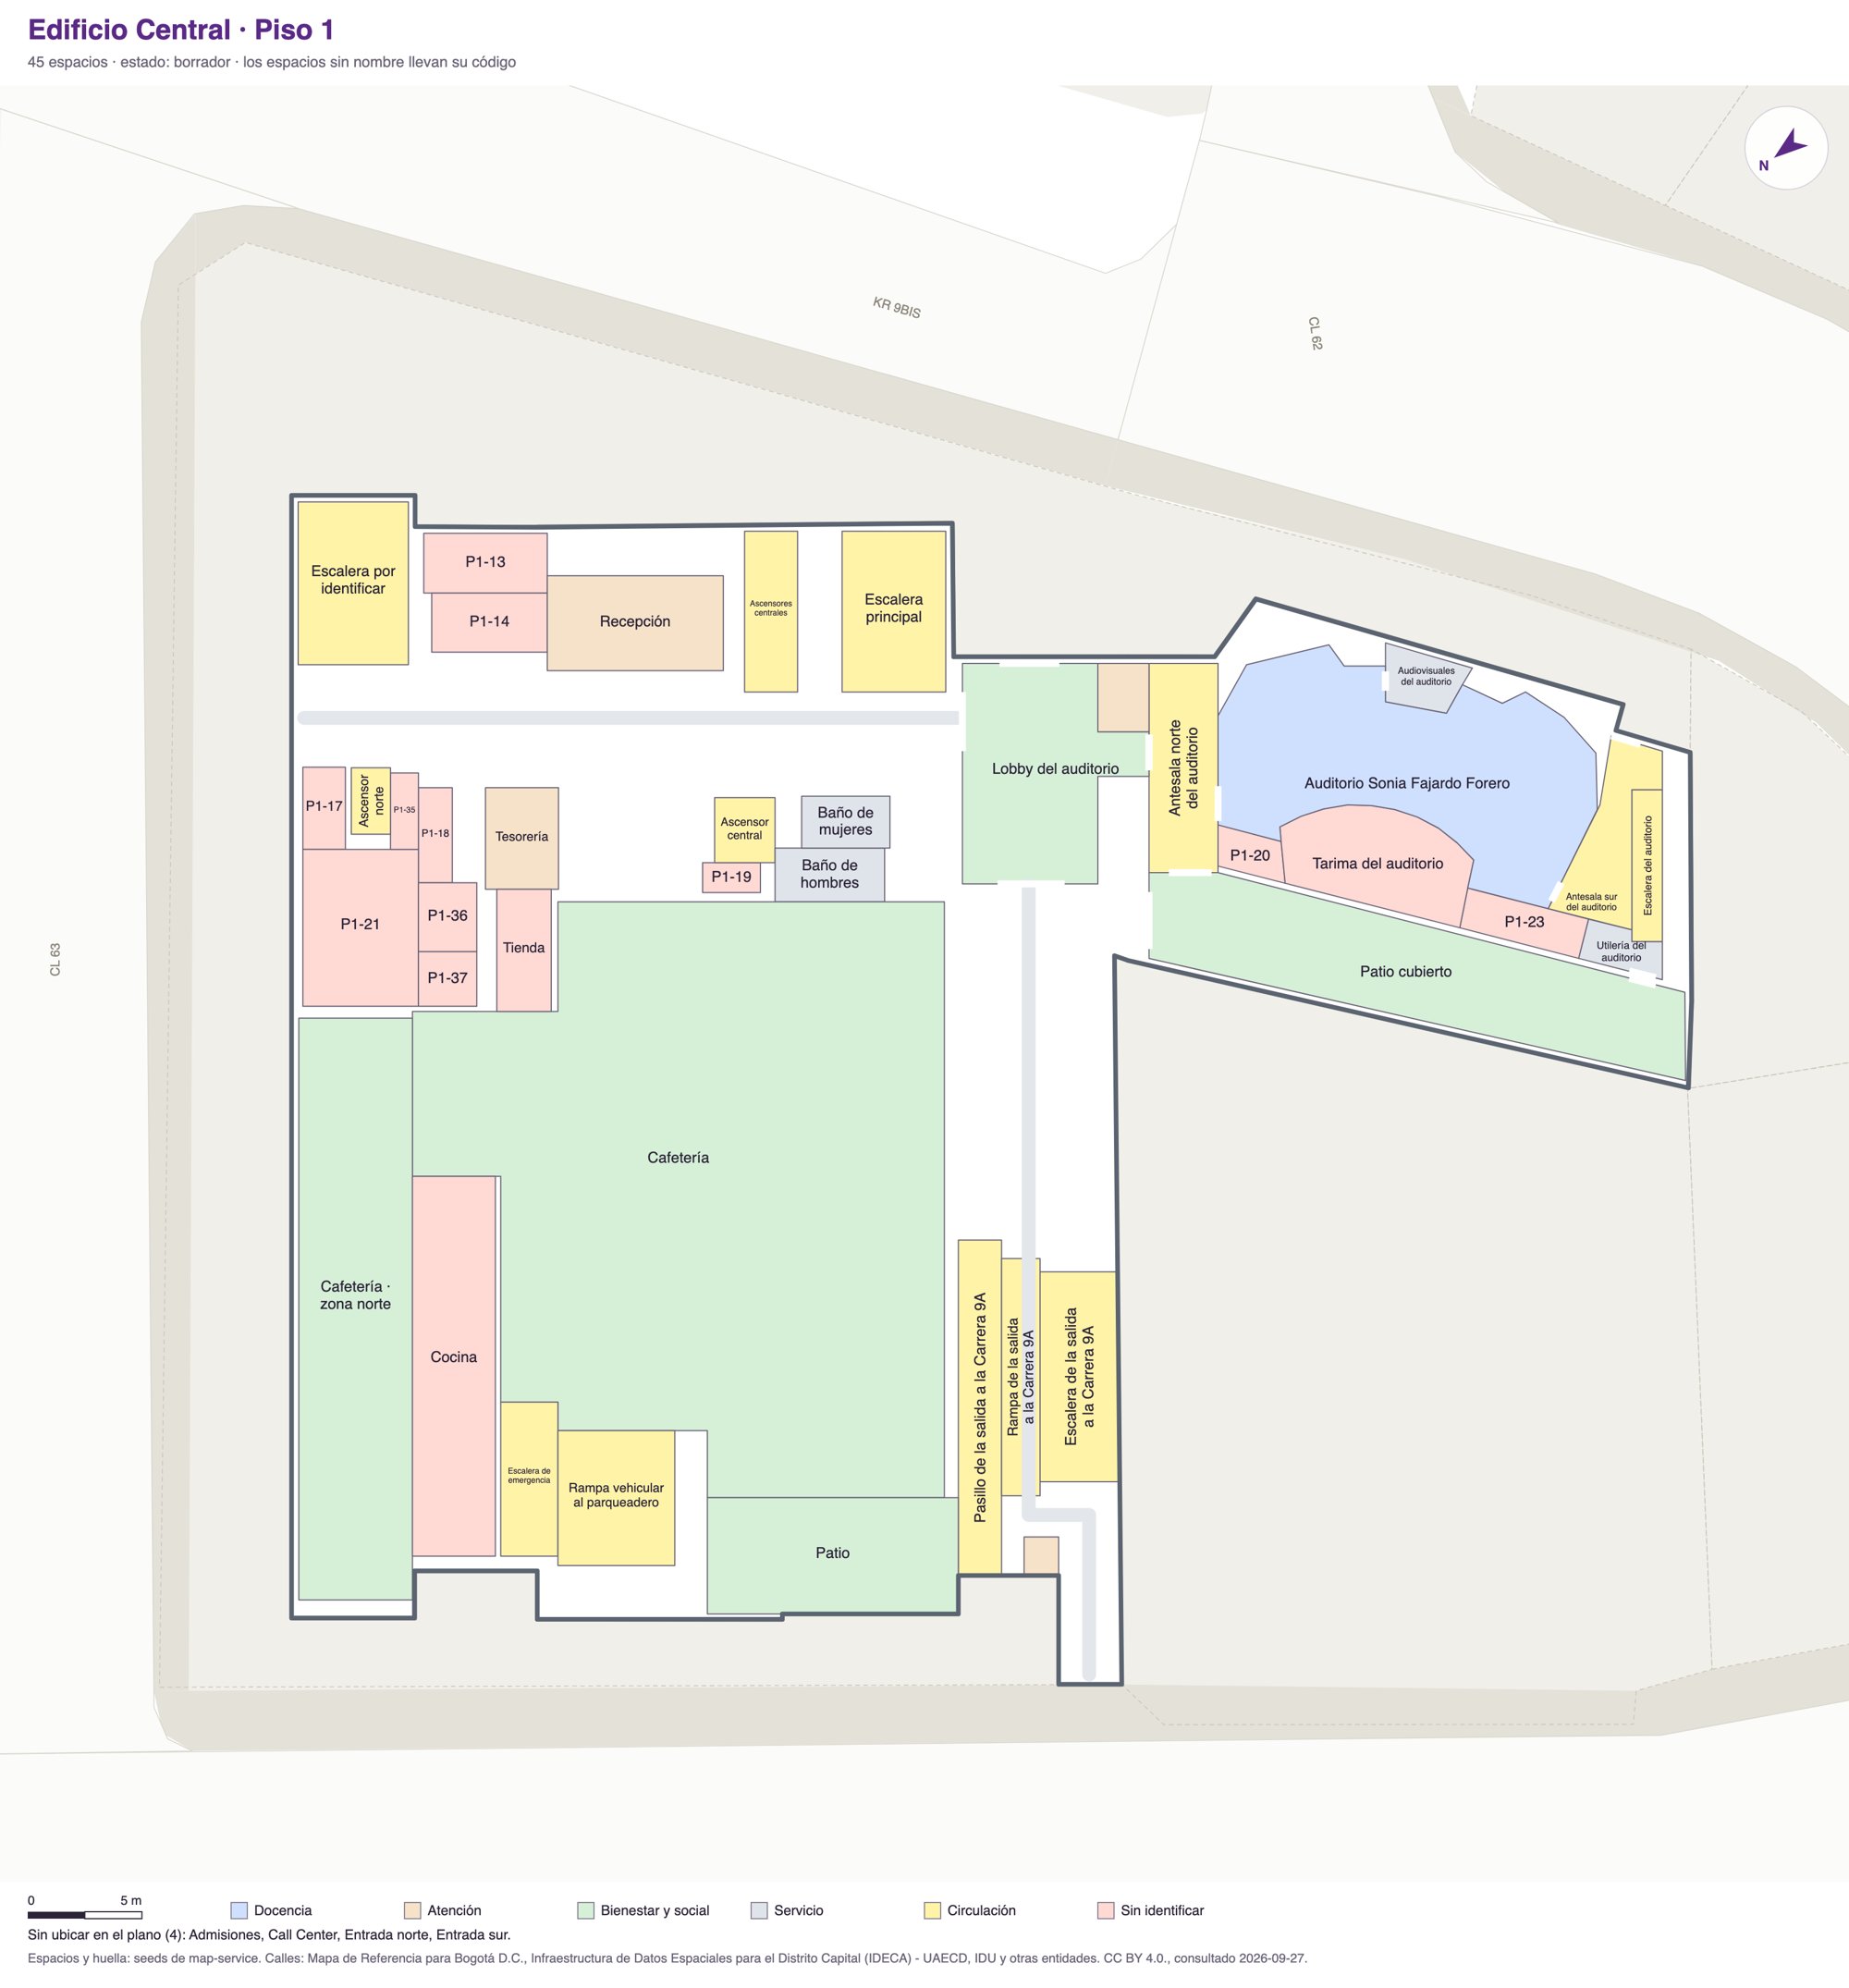 Edificio Central · Piso 1
45 espacios · estado: borrador · los espacios sin nombre llevan su código
N
KR 9BIS
CL 62
CL 63
Escalera por
identificar
P1-13
P1-14
Recepción
Ascensores
centrales
Escalera
principal
Audiovisuales
del auditorio
Lobby del auditorio
Antesala norte
del auditorio
Auditorio Sonia Fajardo Forero
P1-17
Ascensor
norte
P1-35
P1-18
Tesorería
Ascensor
central
Baño de
mujeres
P1-19
Baño de
hombres
P1-20
Tarima del auditorio
Escalera del auditorio
Antesala sur
del auditorio
P1-21
P1-36
P1-37
Tienda
P1-23
Utilería del
auditorio
Patio cubierto
Cafetería
Cafetería ·
zona norte
Cocina
Pasillo de la salida a la Carrera 9A
Rampa de la salida
a la Carrera 9A
Escalera de la salida
a la Carrera 9A
Escalera de
emergencia
Rampa vehicular
al parqueadero
Patio
0 5 m
Docencia
Atención
Bienestar y social
Servicio
Circulación
Sin identificar
Sin ubicar en el plano (4): Admisiones, Call Center, Entrada norte, Entrada sur.
Espacios y huella: seeds de map-service. Calles: Mapa de Referencia para Bogotá D.C., Infraestructura de Datos Espaciales para el Distrito Capital (IDECA) - UAECD, IDU y otras entidades. CC BY 4.0., consultado 2026-09-27.